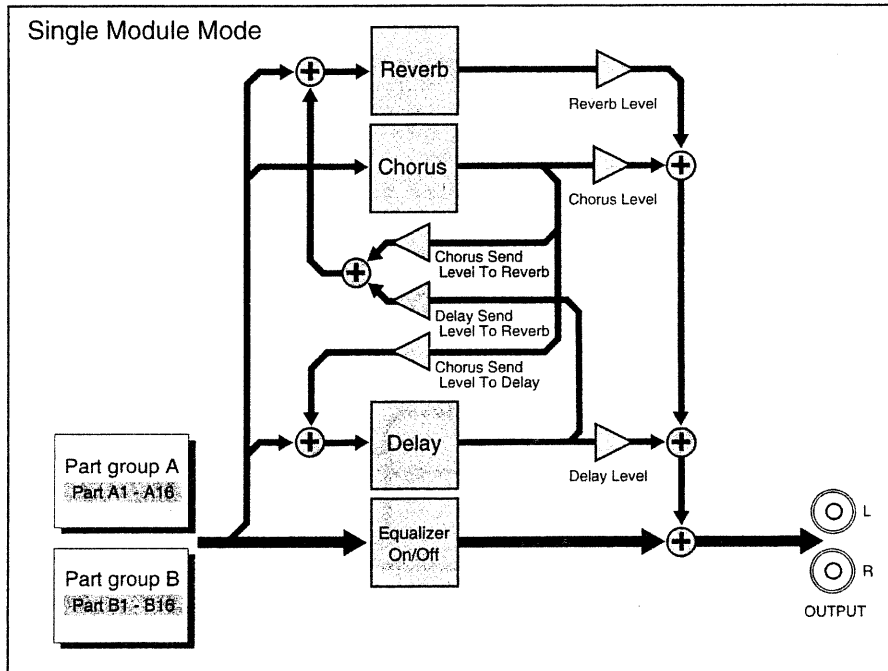 Single Module Mode
Reverb
Reverb Level
Chorus
Chorus Level
Chorus Send
Level To Reverb
Delay Send
Level To Reverb
Chorus Send
Level To Delay
Delay
Delay Level
Part group A
Part A1 - A16
Equalizer
On/Off
Part group B
Part B1 - B16
L
R
OUTPUT